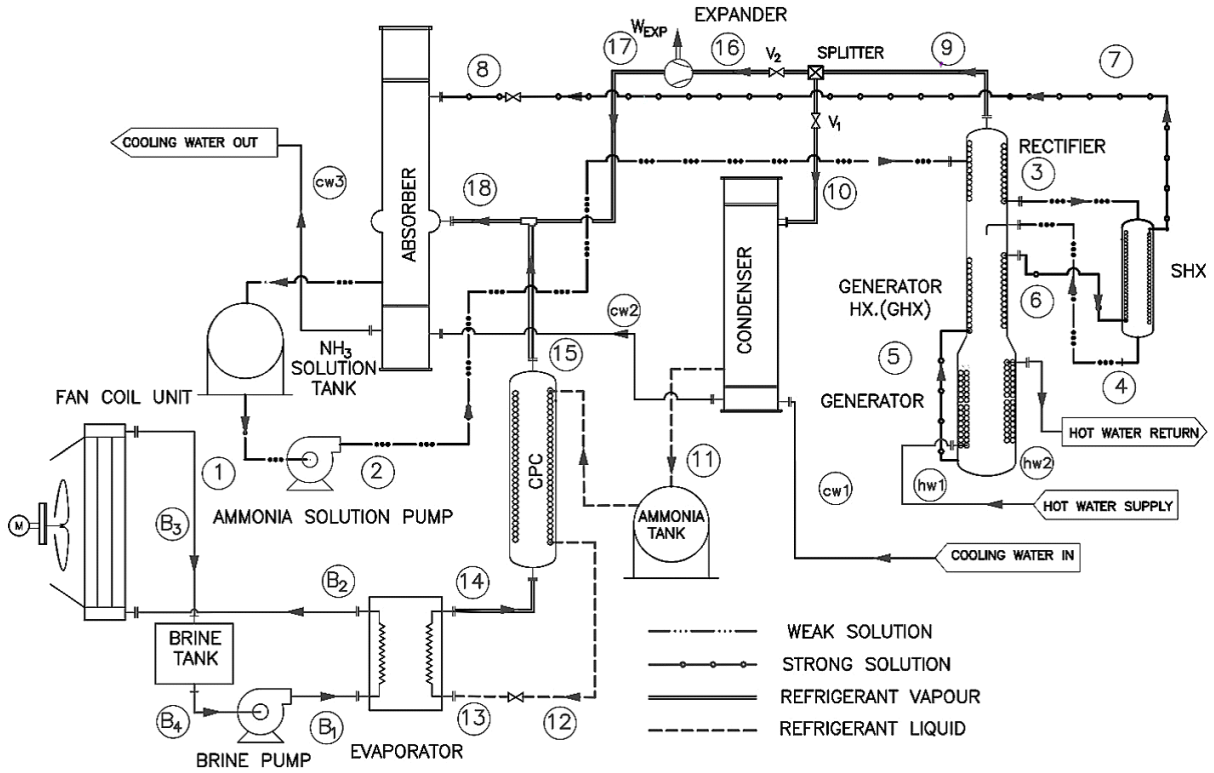 EXPANDER
W_EXP
17
16
V₂
SPLITTER
9
7
8
V₁
COOLING WATER OUT
cw3
ABSORBER
18
RECTIFIER
3
10
SHX
CONDENSER
GENERATOR
HX.(GHX)
6
cw2
NH₃
SOLUTION
TANK
15
5
4
FAN COIL UNIT
GENERATOR
HOT WATER RETURN
1
2
CPC
11
cw1
hw1
hw2
AMMONIA SOLUTION PUMP
AMMONIA
TANK
HOT WATER SUPPLY
M
B₃
COOLING WATER IN
B₂
14
BRINE
TANK
WEAK SOLUTION
STRONG SOLUTION
REFRIGERANT VAPOUR
REFRIGERANT LIQUID
B₄
B₁
13
12
EVAPORATOR
BRINE PUMP